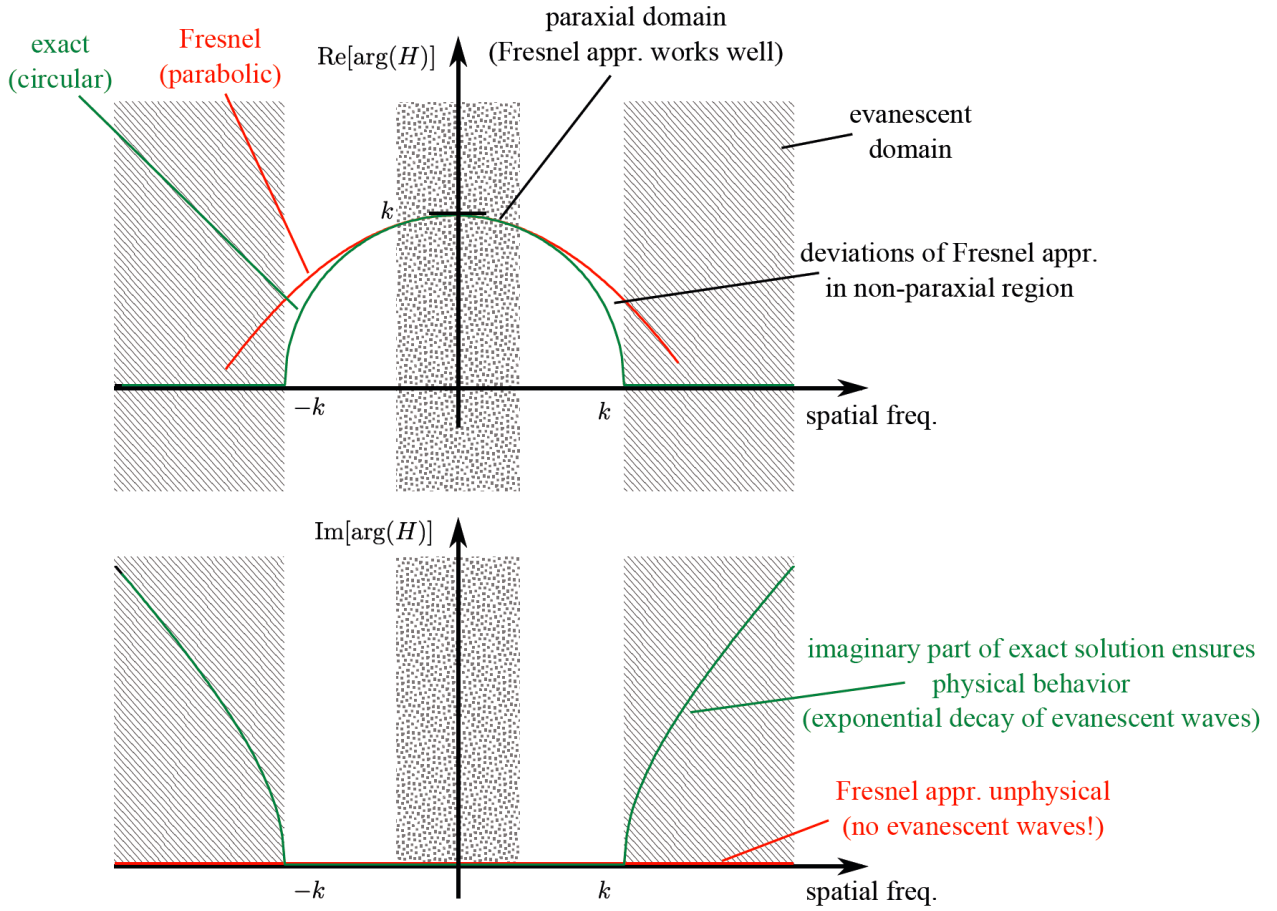 paraxial domain
(Fresnel appr. works well)
exact
(circular)
Fresnel
(parabolic)
Re[arg(H)]
evanescent
domain
k
deviations of Fresnel appr.
in non-paraxial region
−k
k
spatial freq.
Im[arg(H)]
imaginary part of exact solution ensures
physical behavior
(exponential decay of evanescent waves)
Fresnel appr. unphysical
(no evanescent waves!)
−k
k
spatial freq.